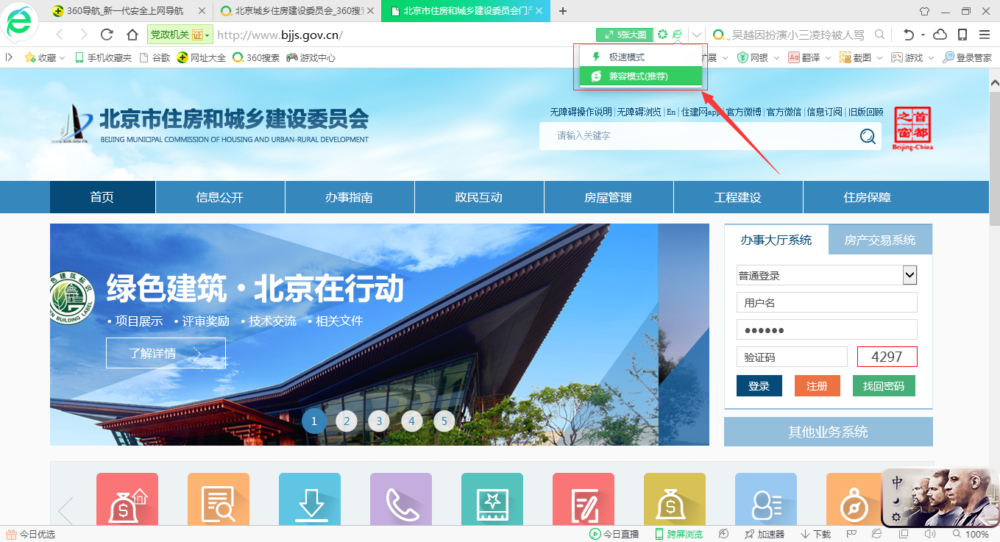 360导航_新一代安全上网导航
北京城乡住房建设委员会_360搜索
北京市住房和城乡建设委员会门户
党政机关 证
http://www.bjjs.gov.cn/
5张大图
吴越因扮演小三凌玲被人骂
收藏
手机收藏夹
谷歌
网址大全
360搜索
游戏中心
极速模式
兼容模式(推荐)
扩展
网银
Aa 翻译
截图
游戏
登录管家
北京市住房和城乡建设委员会
BEIJING MUNICIPAL COMMISSION OF HOUSING AND URBAN-RURAL DEVELOPMENT
无障碍操作说明 | 无障碍浏览 | En | 住建网app | 官方微博 | 官方微信 | 信息订阅 | 旧版回顾
请输入关键字
首都之窗
Beijing-China
首页
信息公开
办事指南
政民互动
房屋管理
工程建设
住房保障
绿色建筑·北京在行动
• 项目展示 • 评审奖励 • 技术交流 • 相关文件
了解详情
1 2 3 4 5
办事大厅系统
房产交易系统
普通登录
用户名
●●●●●●
验证码
4297
登录
注册
找回密码
其他业务系统
中
今日优选
今日直播
跨屏浏览
加速器
下载
100%